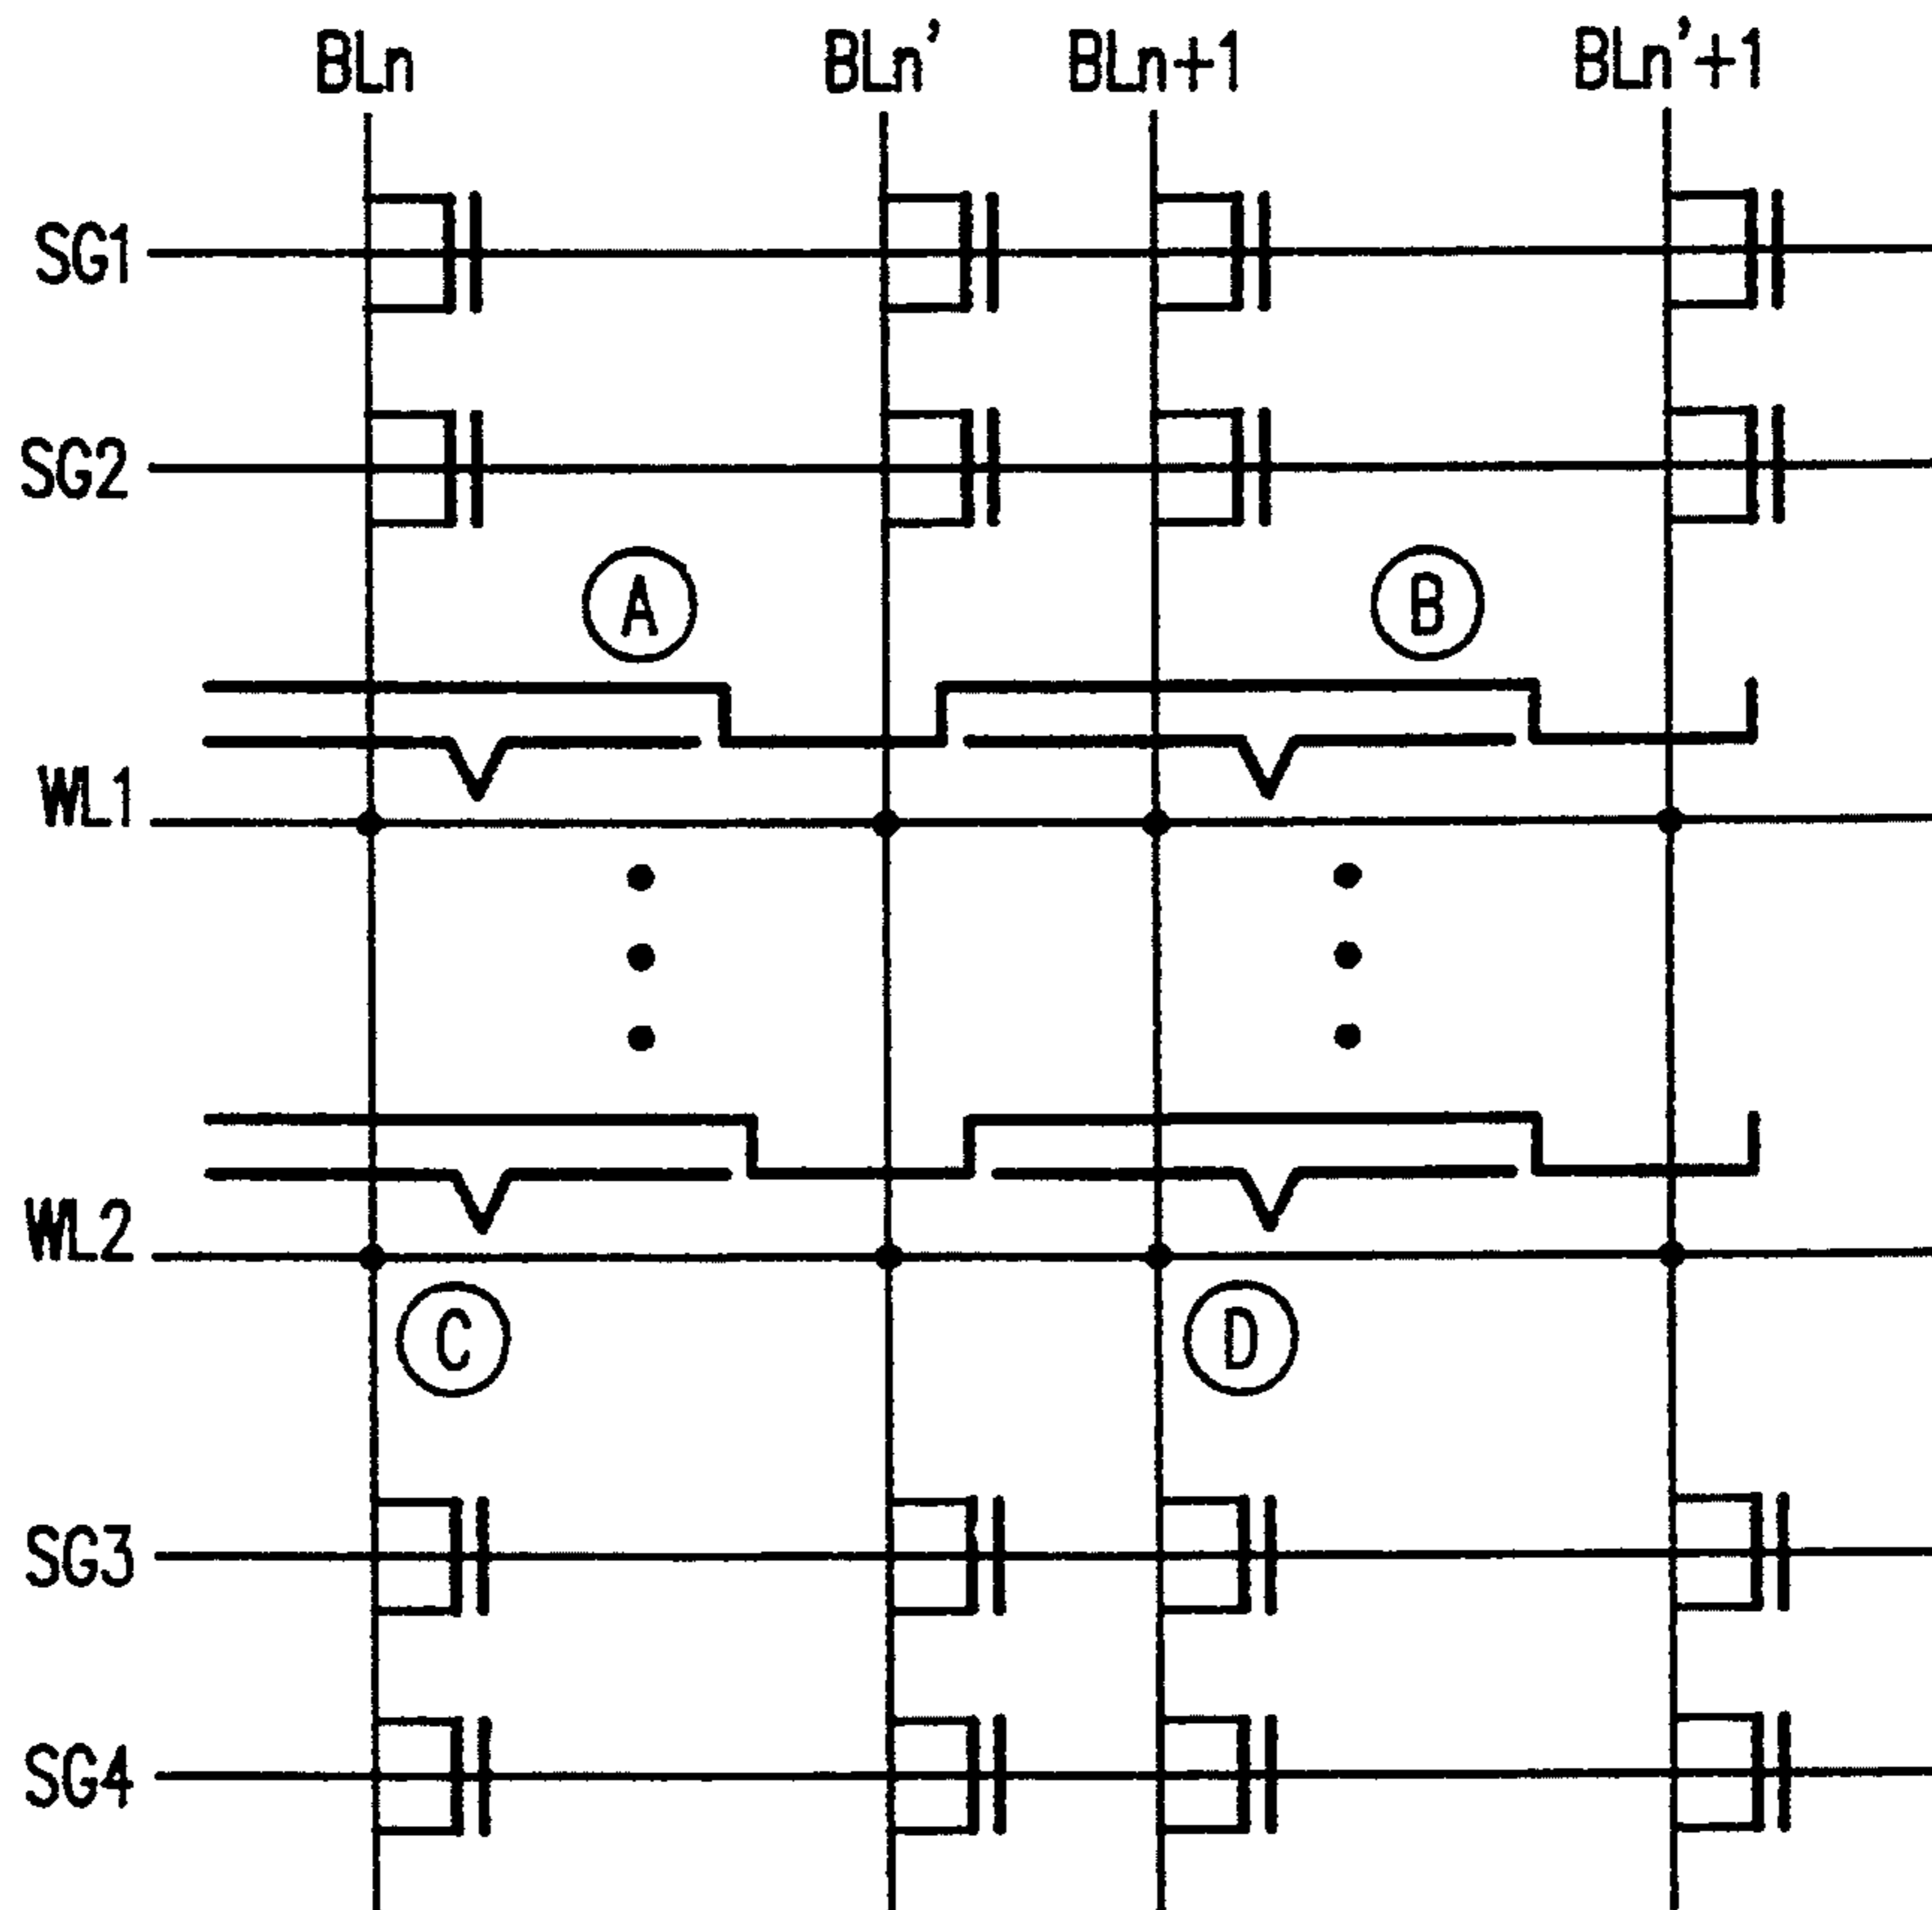 BLn BLn' BLn+1 BLn'+1
SG1
SG2
A B
WL1
WL2
C D
SG3
SG4